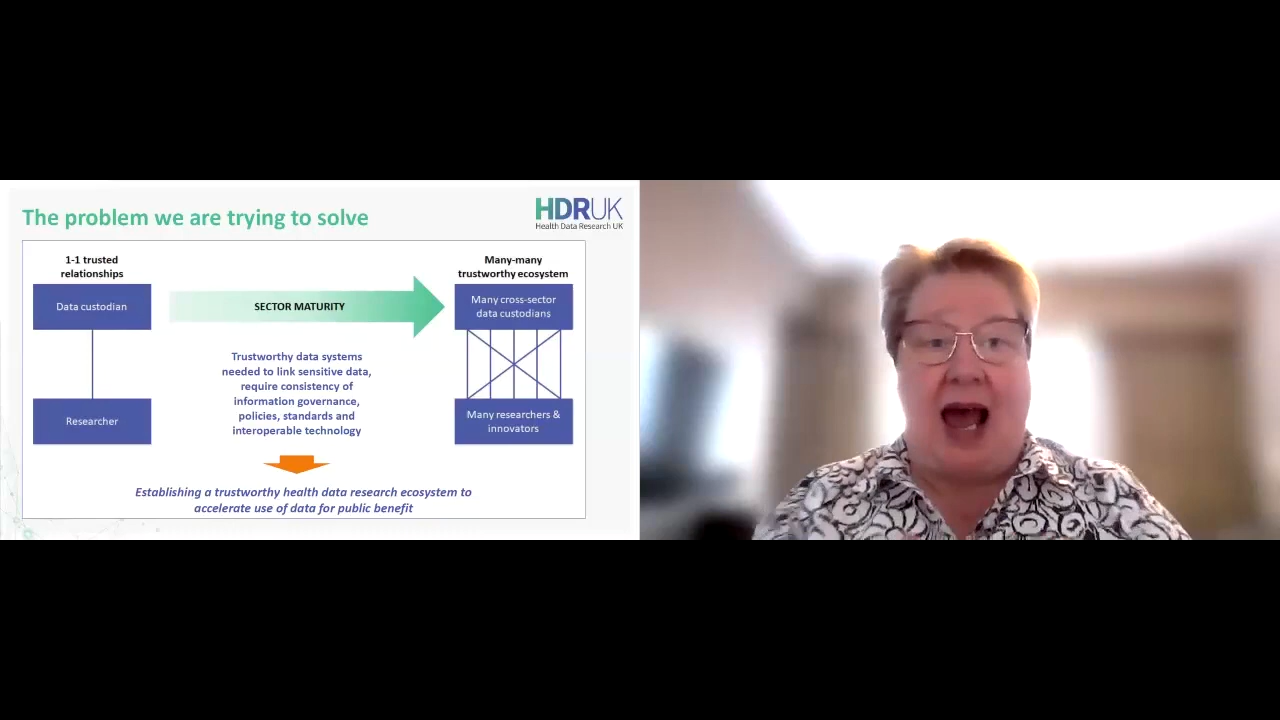 The problem we are trying to solve
HDRUK
Health Data Research UK
1-1 trusted
relationships
Data custodian
Researcher
SECTOR MATURITY
Trustworthy data systems
needed to link sensitive data,
require consistency of
information governance,
policies, standards and
interoperable technology
Many-many
trustworthy ecosystem
Many cross-sector
data custodians
Many researchers &
innovators
Establishing a trustworthy health data research ecosystem to
accelerate use of data for public benefit